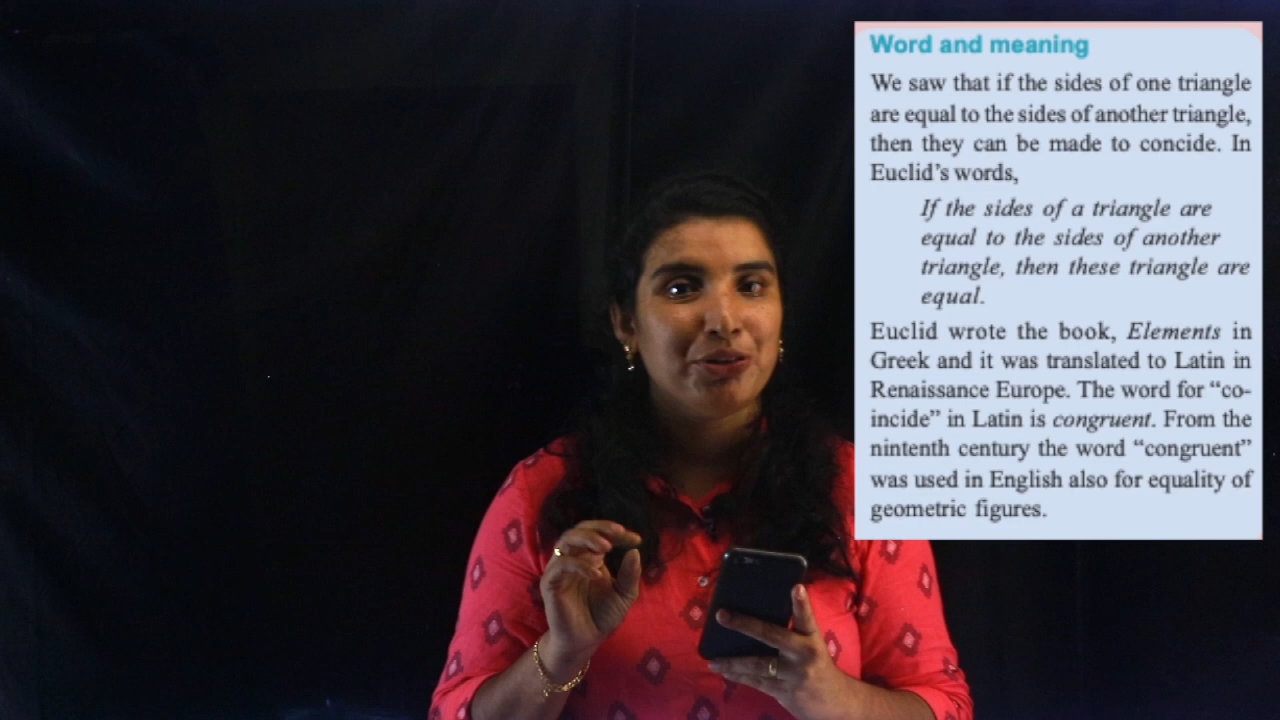 Word and meaning
We saw that if the sides of one triangle
are equal to the sides of another triangle,
then they can be made to concide. In
Euclid's words,
If the sides of a triangle are
equal to the sides of another
triangle, then these triangle are
equal.
Euclid wrote the book, Elements in
Greek and it was translated to Latin in
Renaissance Europe. The word for "co-
incide" in Latin is congruent. From the
nintenth century the word "congruent"
was used in English also for equality of
geometric figures.